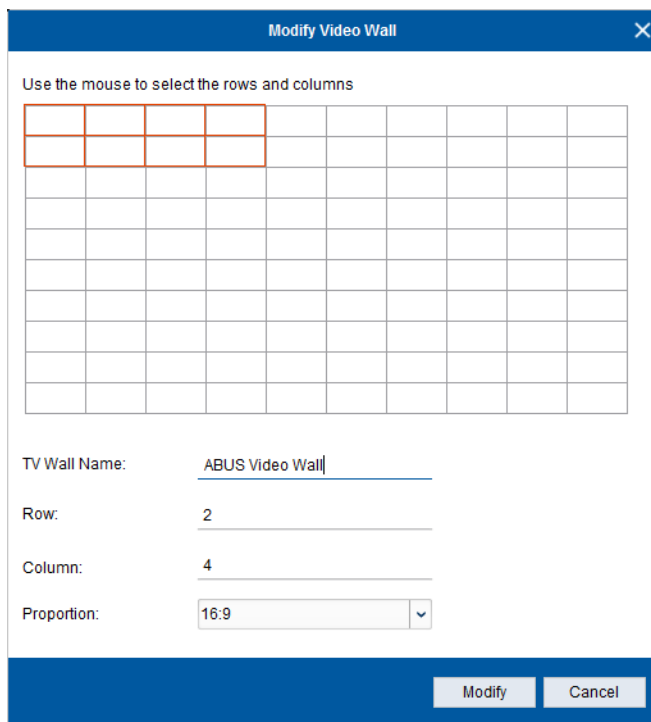 Modify Video Wall
Use the mouse to select the rows and columns
TV Wall Name: ABUS Video Wall
Row: 2
Column: 4
Proportion: 16:9
Modify Cancel